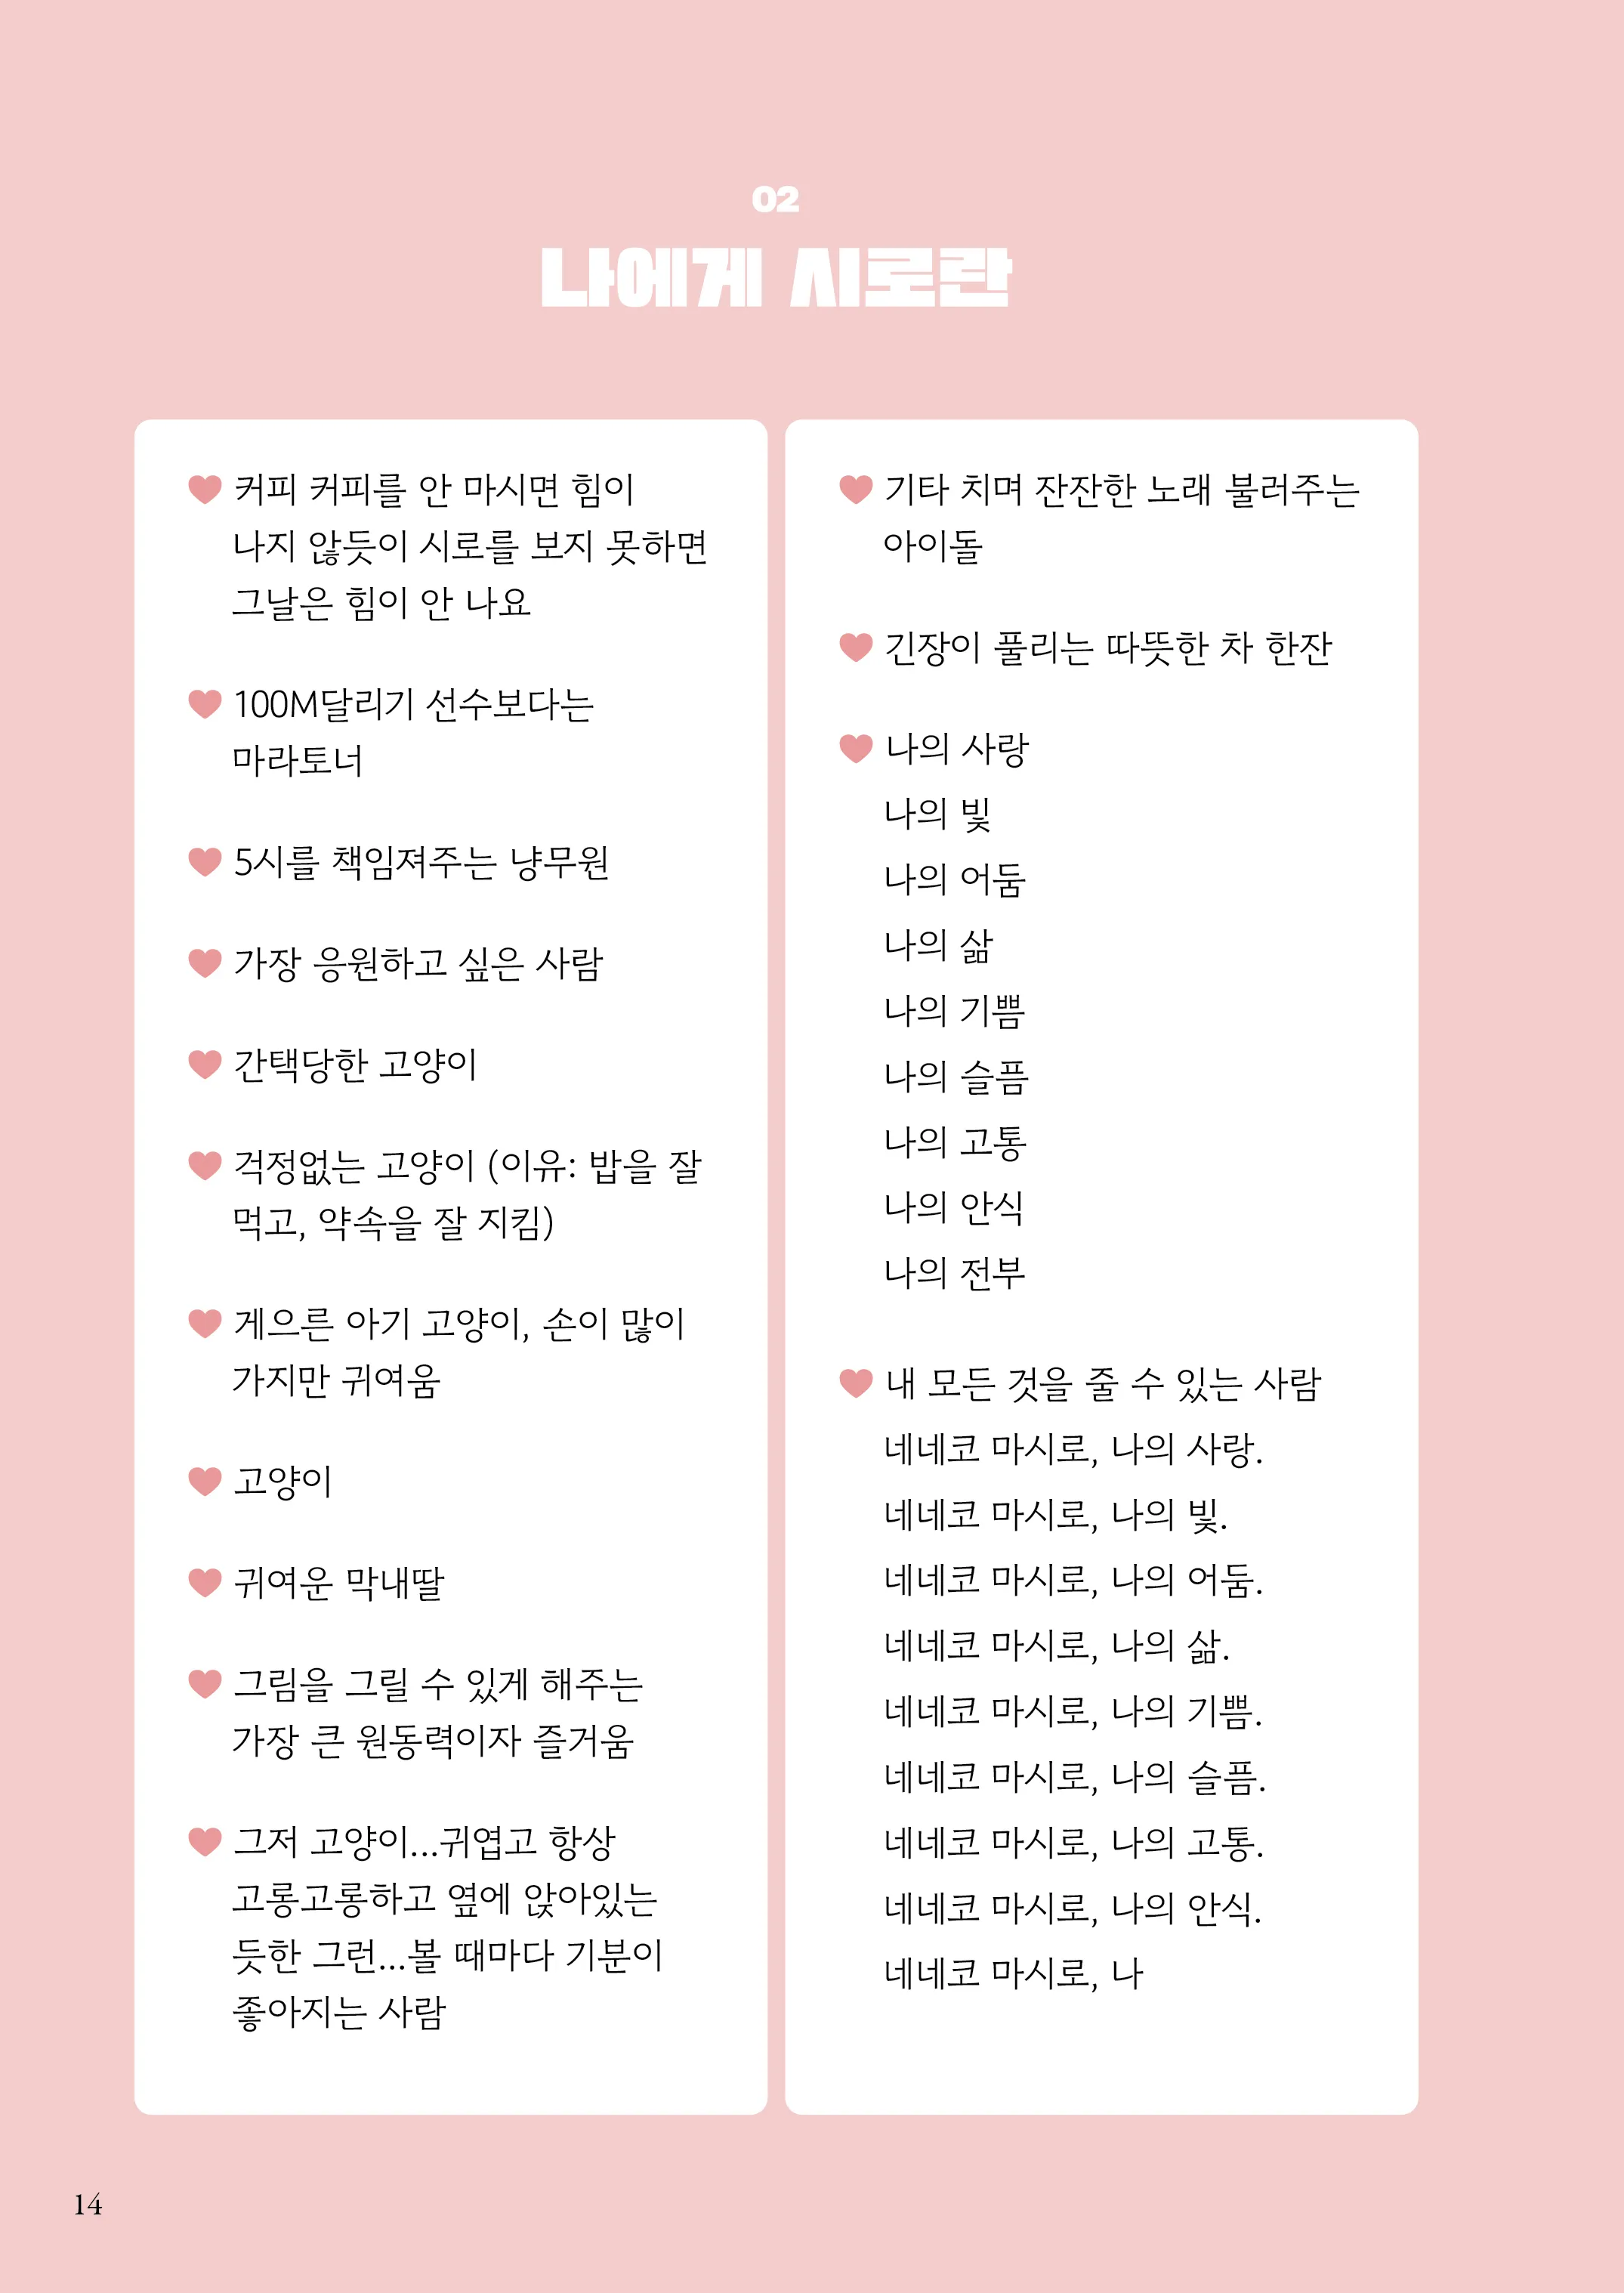 02
나에게 시로란
커피 커피를 안 마시면 힘이
나지 않듯이 시로를 보지 못하면
그날은 힘이 안 나요
100M달리기 선수보다는
마라토너
5시를 책임져주는 냥무원
가장 응원하고 싶은 사람
간택당한 고양이
걱정없는 고양이 (이유: 밥을 잘
먹고, 약속을 잘 지킴)
게으른 아기 고양이, 손이 많이
가지만 귀여움
고양이
귀여운 막내딸
그림을 그릴 수 있게 해주는
가장 큰 원동력이자 즐거움
그저 고양이...귀엽고 항상
고롱고롱하고 옆에 앉아있는
듯한 그런...볼 때마다 기분이
좋아지는 사람
기타 치며 잔잔한 노래 불러주는
아이돌
긴장이 풀리는 따뜻한 차 한잔
나의 사랑
나의 빛
나의 어둠
나의 삶
나의 기쁨
나의 슬픔
나의 고통
나의 안식
나의 전부
내 모든 것을 줄 수 있는 사람
네네코 마시로, 나의 사랑.
네네코 마시로, 나의 빛.
네네코 마시로, 나의 어둠.
네네코 마시로, 나의 삶.
네네코 마시로, 나의 기쁨.
네네코 마시로, 나의 슬픔.
네네코 마시로, 나의 고통.
네네코 마시로, 나의 안식.
네네코 마시로, 나
14